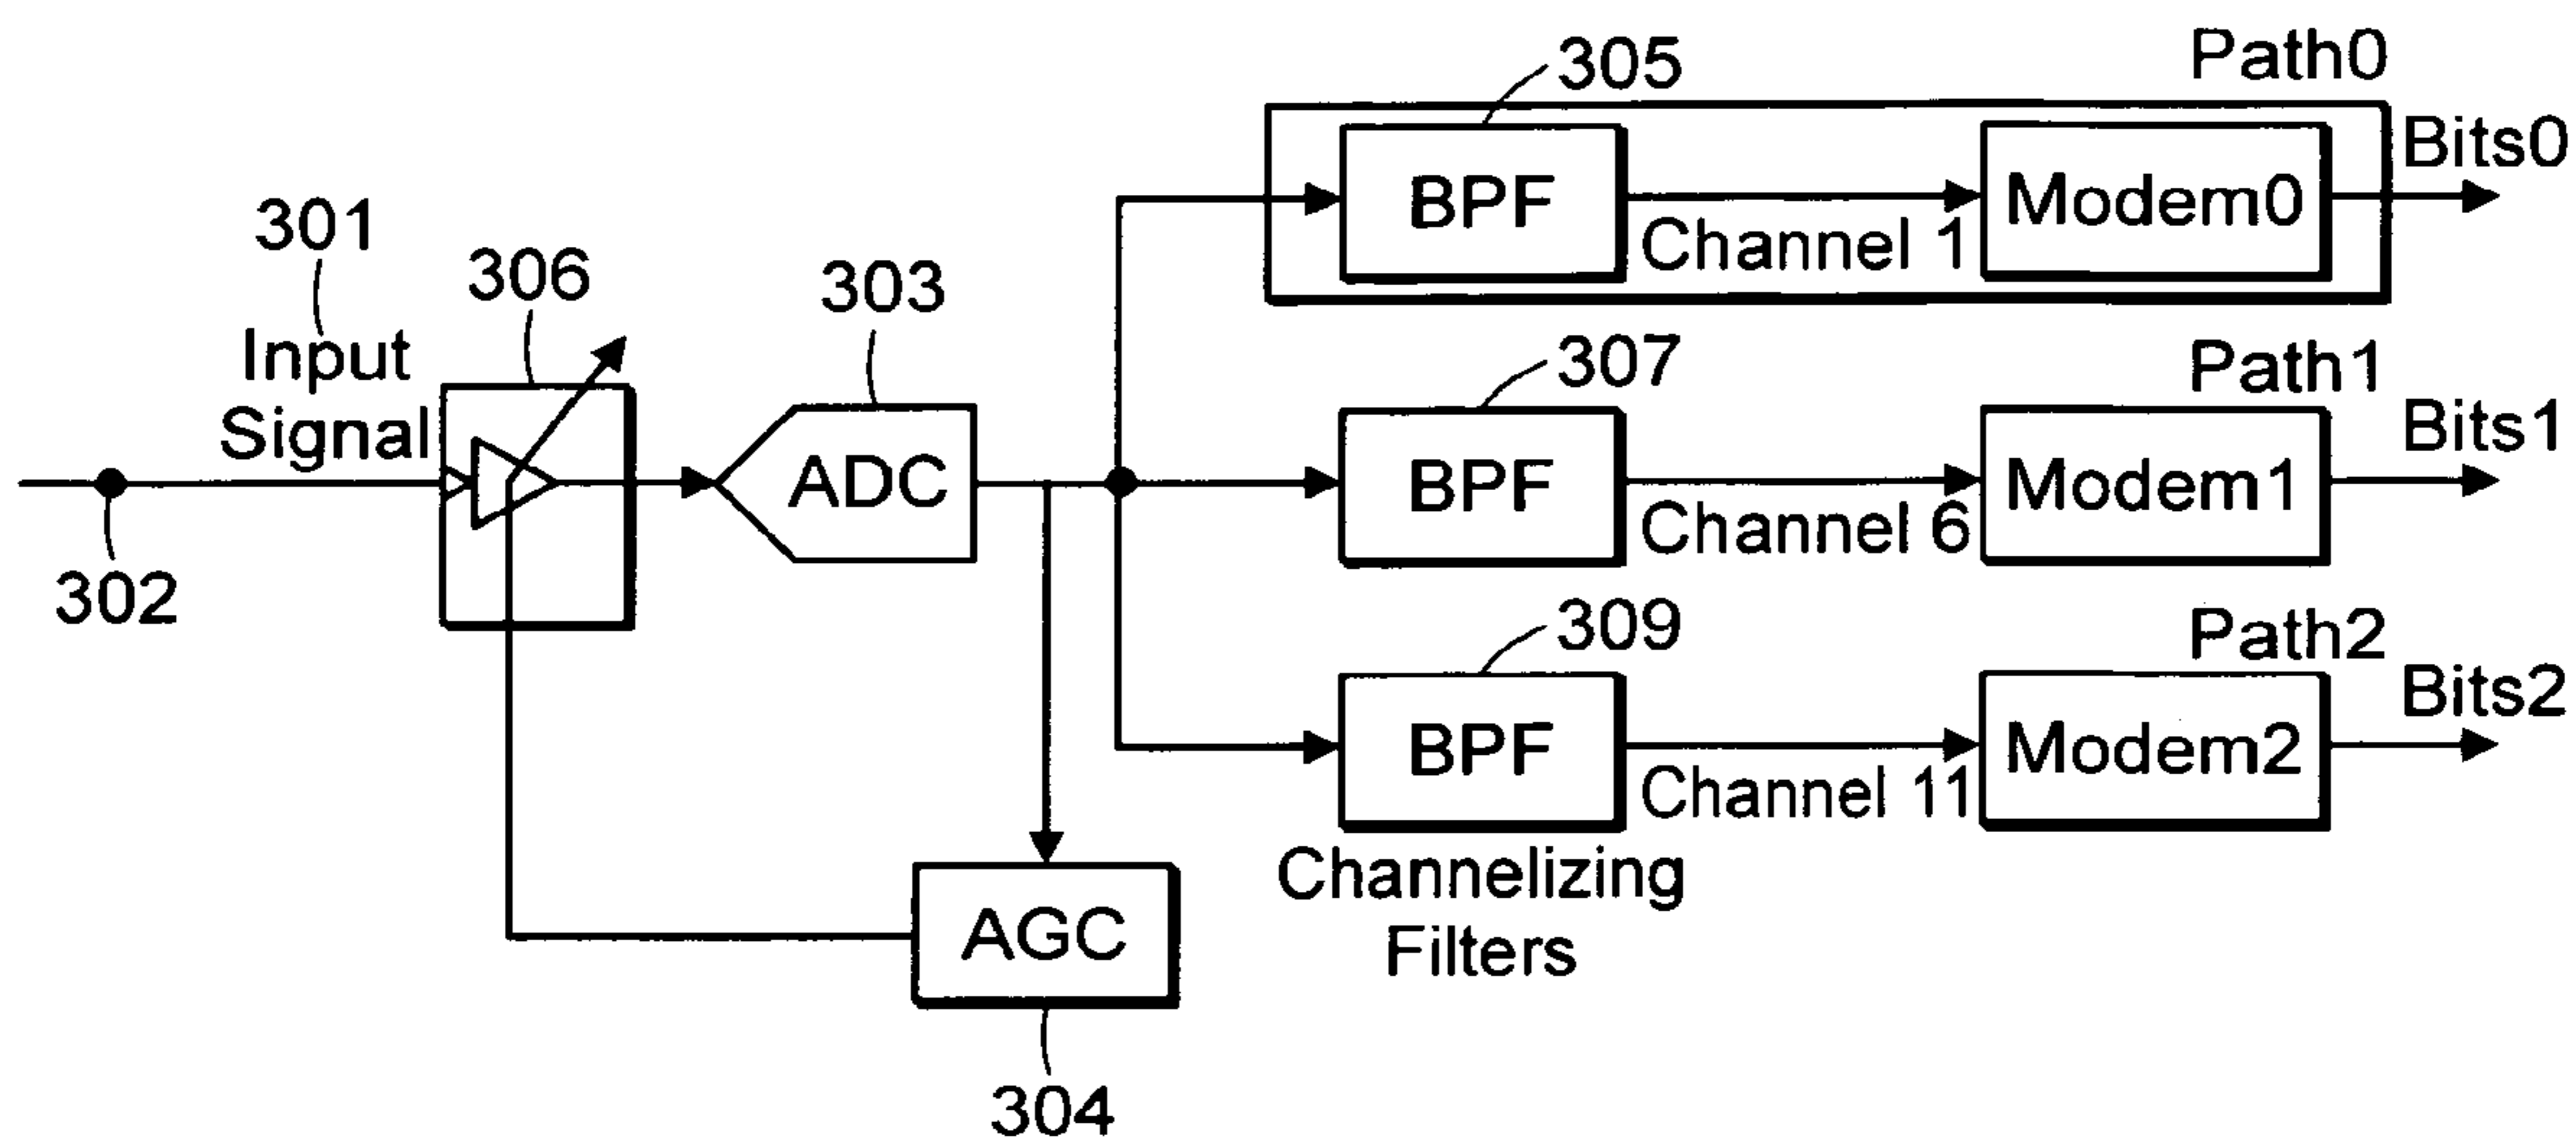 305
Path0
BPF
Channel 1
Modem0
Bits0
301
Input
Signal
306
303
ADC
302
307
Path1
BPF
Channel 6
Modem1
Bits1
309
Path2
BPF
Channel 11
Modem2
Bits2
Channelizing
Filters
AGC
304